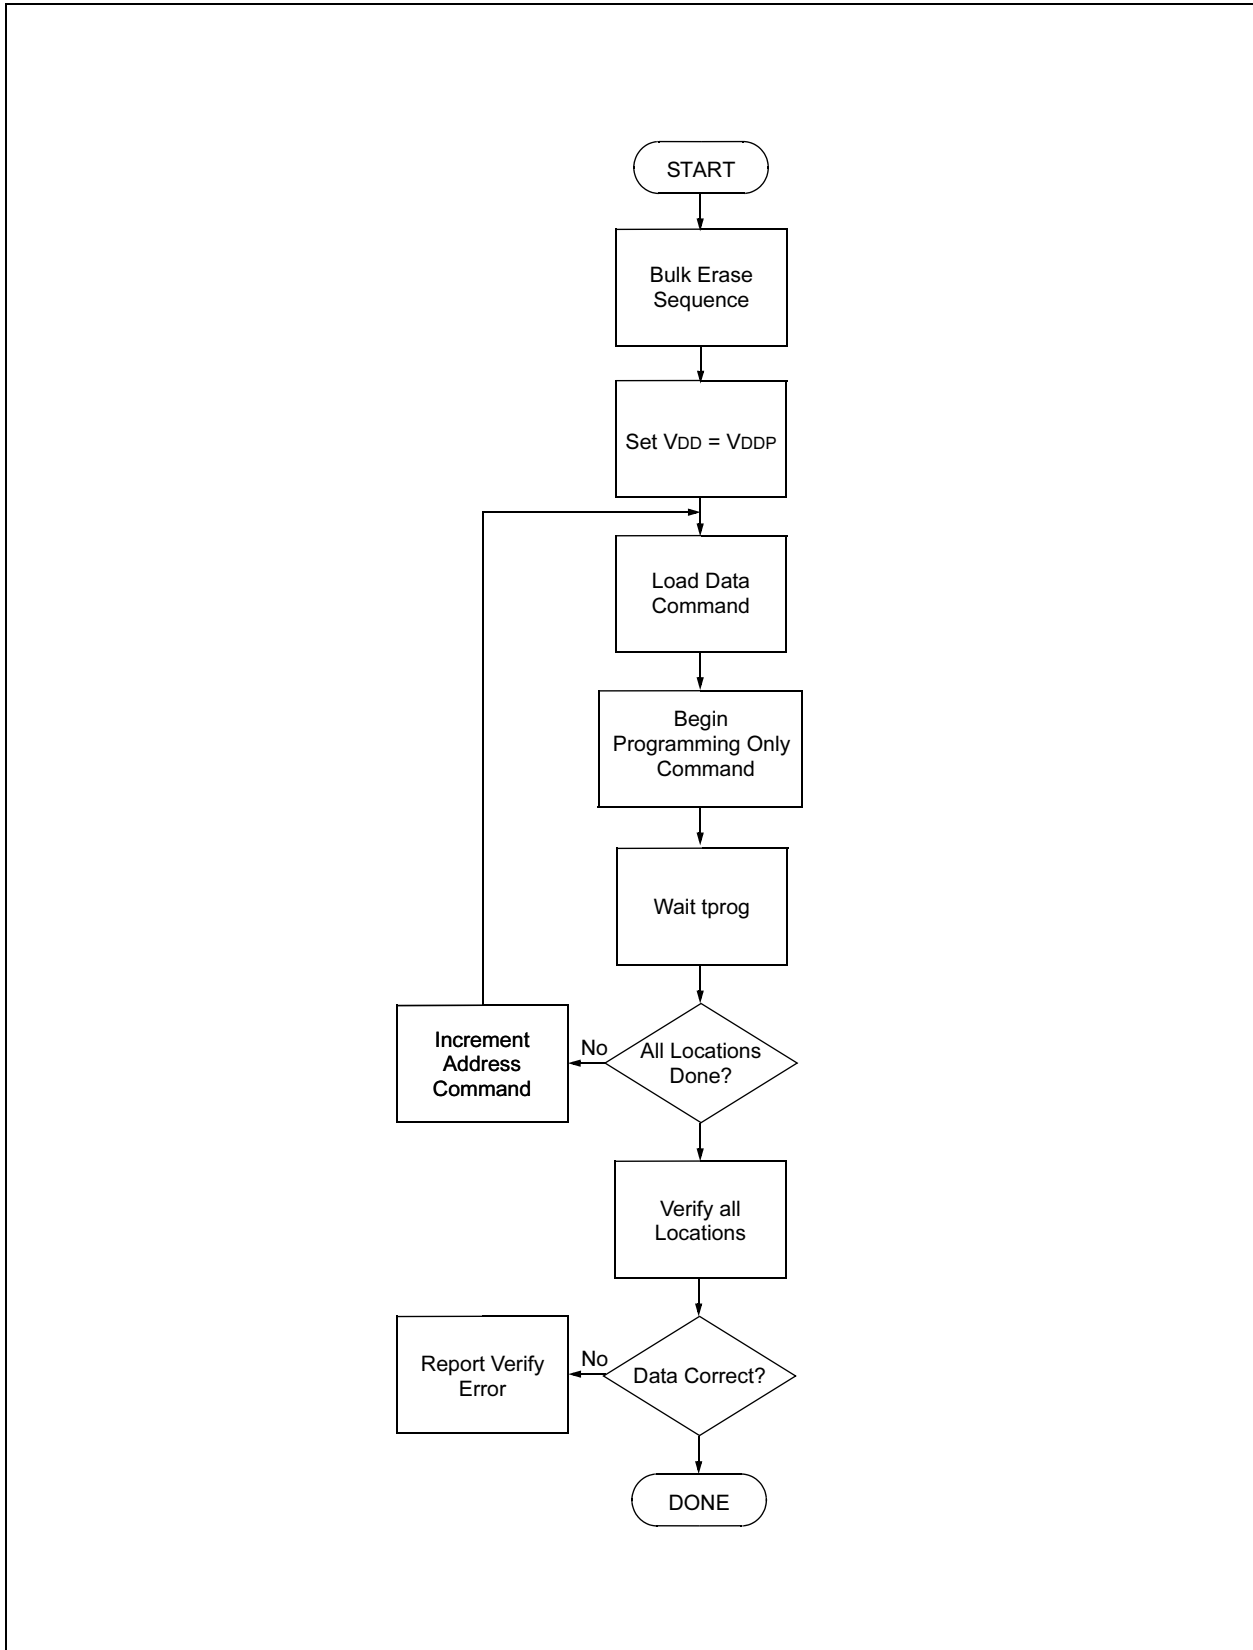 START
Bulk Erase
Sequence
Set VDD = VDDP
Load Data
Command
Begin
Programming Only
Command
Wait tprog
All Locations
Done?
No
Increment
Address
Command
Verify all
Locations
Data Correct?
No
Report Verify
Error
DONE